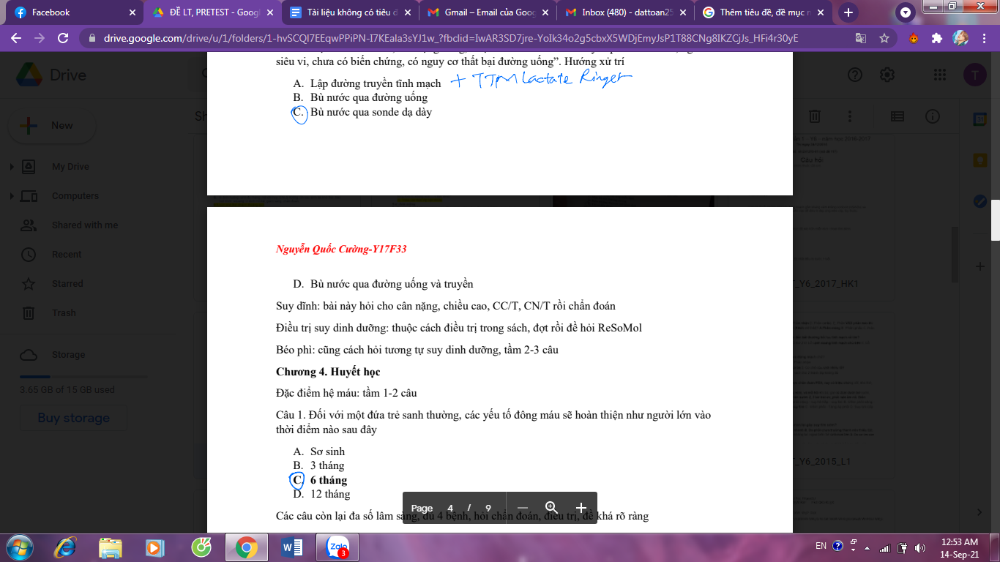 Facebook
ĐỀ LT, PRETEST - Googl
Tài liệu không có tiêu đ
Gmail – Email của Goog
Inbox (480) - dattoan25
Thêm tiêu đề, đề mục n
drive.google.com/drive/u/1/folders/1-hvSCQI7EEqwPPiPN-I7KEala3sYJ1w_?fbclid=IwAR3SD7jre-YoIk34o2g5cbxX5WDjEmyJsP1T88CNg8IKZCjJs_HFi4r30yE
Drive
New
My Drive
Computers
Shared with me
Recent
Starred
Trash
Storage
3.65 GB of 15 GB used
Buy storage
siêu vi, chưa có biến chứng, có nguy cơ thất bại đường uống”. Hướng xử trí
A. Lập đường truyền tĩnh mạch + TTM Lactate Ringer
B. Bù nước qua đường uống
C. Bù nước qua sonde dạ dày
Nguyễn Quốc Cường-Y17F33
D. Bù nước qua đường uống và truyền
Suy dĩnh: bài này hỏi cho cân nặng, chiều cao, CC/T, CN/T rồi chẩn đoán
Điều trị suy dinh dưỡng: thuộc cách điều trị trong sách, đợt rồi đề hỏi ReSoMol
Béo phì: cũng cách hỏi tương tự suy dinh dưỡng, tầm 2-3 câu
Chương 4. Huyết học
Đặc điểm hệ máu: tầm 1-2 câu
Câu 1. Đối với một đứa trẻ sanh thường, các yếu tố đông máu sẽ hoàn thiện như người lớn vào
thời điểm nào sau đây
A. Sơ sinh
B. 3 tháng
C. 6 tháng
D. 12 tháng
Các câu còn lại đa số lâm sàng, đủ 4 bệnh, hỏi chẩn đoán, điều trị, đề khá rõ ràng
Page 4 / 9
Câu hỏi
T_Y6_2017_HK1
T_Y6_2015_L1
T
EN
Zalo
3
12:53 AM
14-Sep-21